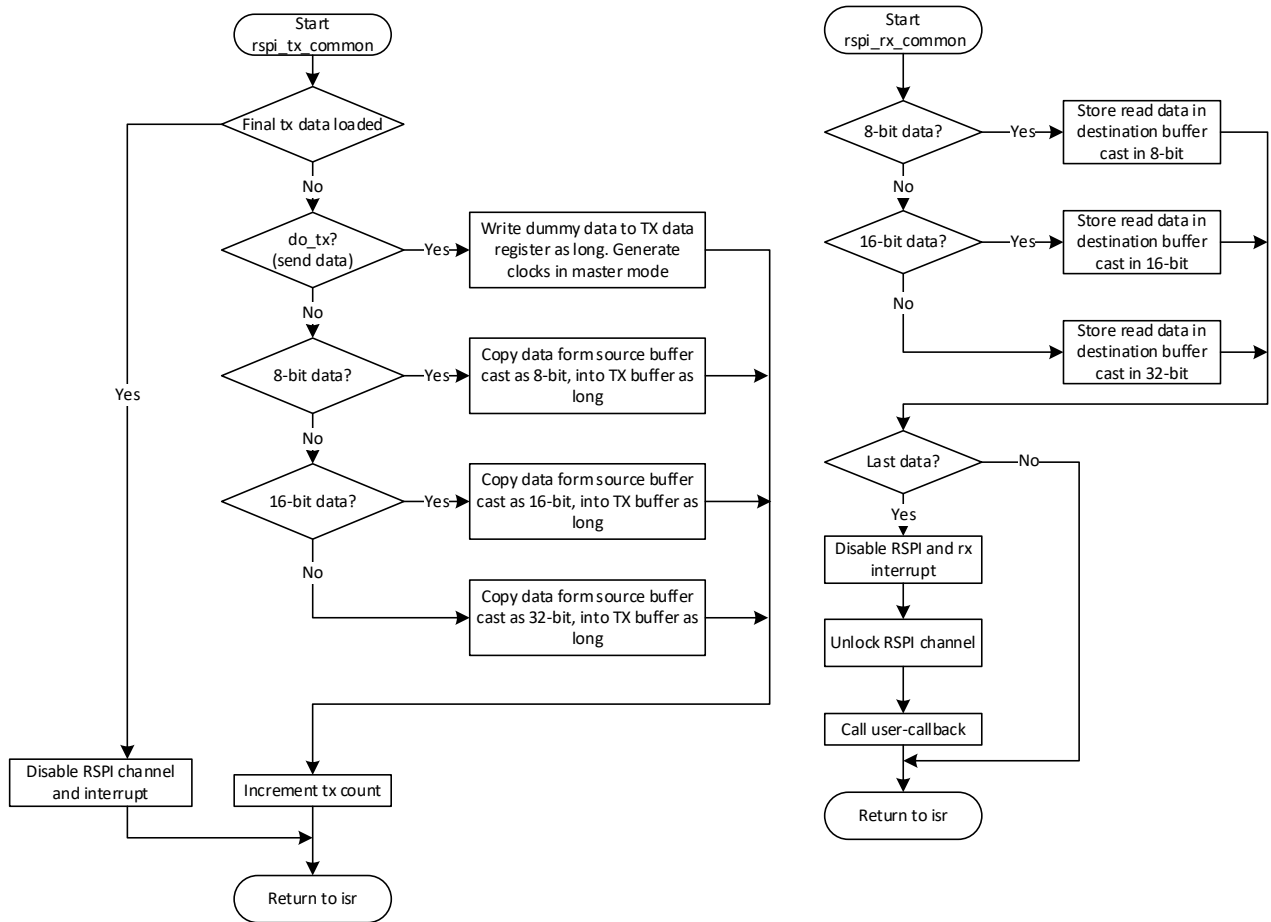 Start
rspi_tx_common
Final tx data loaded
No
do_tx?
(send data)
Yes
Write dummy data to TX data
register as long. Generate
clocks in master mode
No
8-bit data?
Yes
Copy data form source buffer
cast as 8-bit, into TX buffer as
long
Yes
No
16-bit data?
Yes
Copy data form source buffer
cast as 16-bit, into TX buffer as
long
No
Copy data form source buffer
cast as 32-bit, into TX buffer as
long
Disable RSPI channel
and interrupt
Increment tx count
Return to isr
Start
rspi_rx_common
8-bit data?
Yes
Store read data in
destination buffer
cast in 8-bit
No
16-bit data?
Yes
Store read data in
destination buffer
cast in 16-bit
No
Store read data in
destination buffer
cast in 32-bit
Last data?
No
Yes
Disable RSPI and rx
interrupt
Unlock RSPI channel
Call user-callback
Return to isr